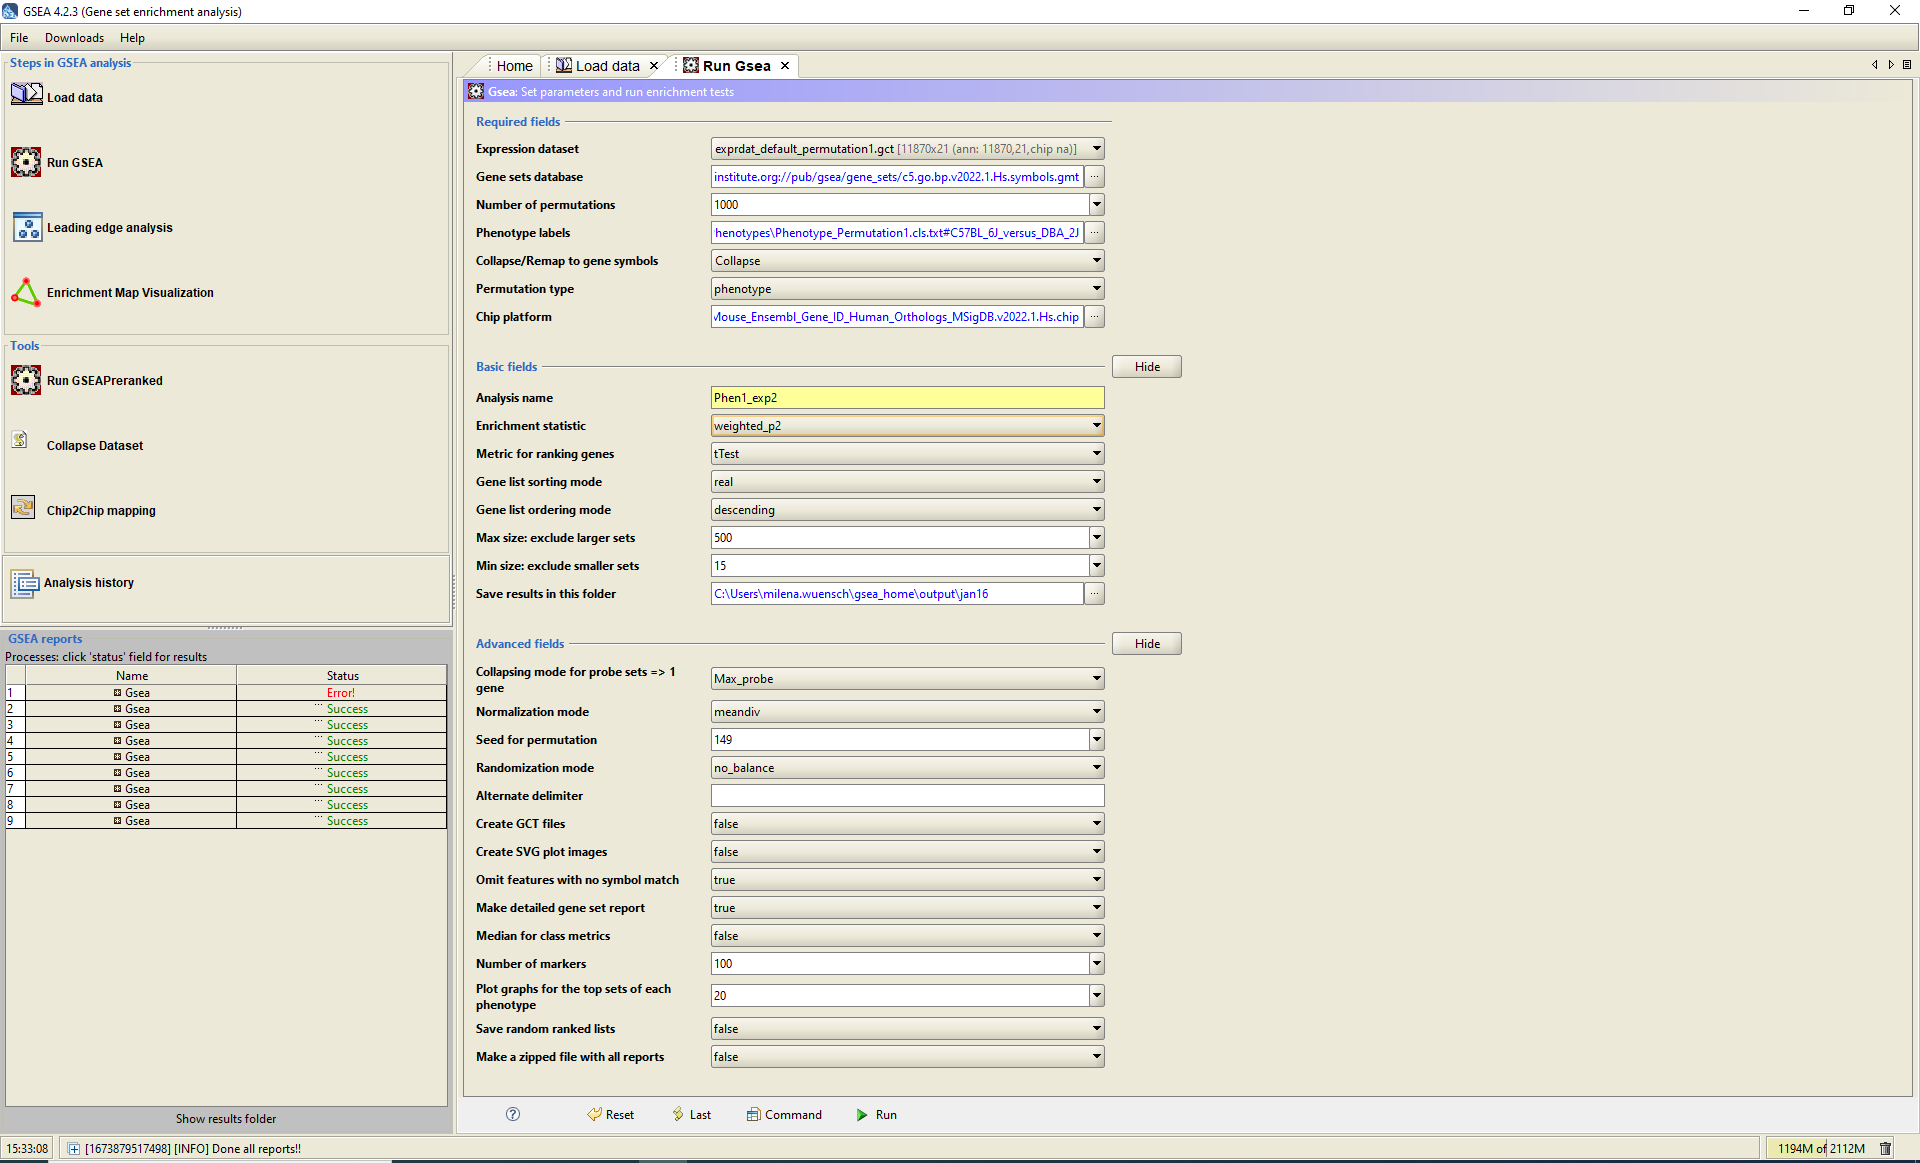 GSEA 4.2.3 (Gene set enrichment analysis)
File Downloads Help
Steps in GSEA analysis
Load data
Run GSEA
Leading edge analysis
Enrichment Map Visualization
Tools
Run GSEAPreranked
Collapse Dataset
Chip2Chip mapping
Analysis history
GSEA reports
Processes: click 'status' field for results
Name Status
1 Gsea Error!
2 Gsea ... Success
3 Gsea ... Success
4 Gsea ... Success
5 Gsea ... Success
6 Gsea ... Success
7 Gsea ... Success
8 Gsea ... Success
9 Gsea ... Success
Show results folder
Home Load data Run Gsea
Gsea: Set parameters and run enrichment tests
Required fields
Expression dataset exprdat_default_permutation1.gct [11870x21 (ann: 11870,21,chip na)]
Gene sets database institute.org://pub/gsea/gene_sets/c5.go.bp.v2022.1.Hs.symbols.gmt ...
Number of permutations 1000
Phenotype labels henotypes\Phenotype_Permutation1.cls.txt#C57BL_6J_versus_DBA_2J ...
Collapse/Remap to gene symbols Collapse
Permutation type phenotype
Chip platform Mouse_Ensembl_Gene_ID_Human_Orthologs_MSigDB.v2022.1.Hs.chip ...
Basic fields Hide
Analysis name Phen1_exp2
Enrichment statistic weighted_p2
Metric for ranking genes tTest
Gene list sorting mode real
Gene list ordering mode descending
Max size: exclude larger sets 500
Min size: exclude smaller sets 15
Save results in this folder C:\Users\milena.wuensch\gsea_home\output\jan16 ...
Advanced fields Hide
Collapsing mode for probe sets => 1
gene Max_probe
Normalization mode meandiv
Seed for permutation 149
Randomization mode no_balance
Alternate delimiter
Create GCT files false
Create SVG plot images false
Omit features with no symbol match true
Make detailed gene set report true
Median for class metrics false
Number of markers 100
Plot graphs for the top sets of each
phenotype 20
Save random ranked lists false
Make a zipped file with all reports false
? Reset Last Command Run
15:33:08 [1673879517498] [INFO] Done all reports!! 1194M of 2112M